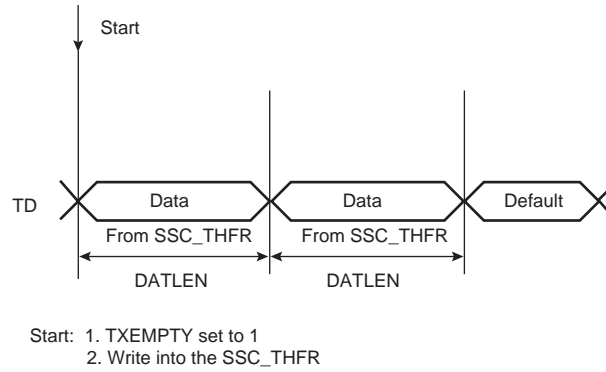 Start
TD
Data
Data
Default
From SSC_THFR
From SSC_THFR
DATLEN
DATLEN
Start: 1. TXEMPTY set to 1
2. Write into the SSC_THFR